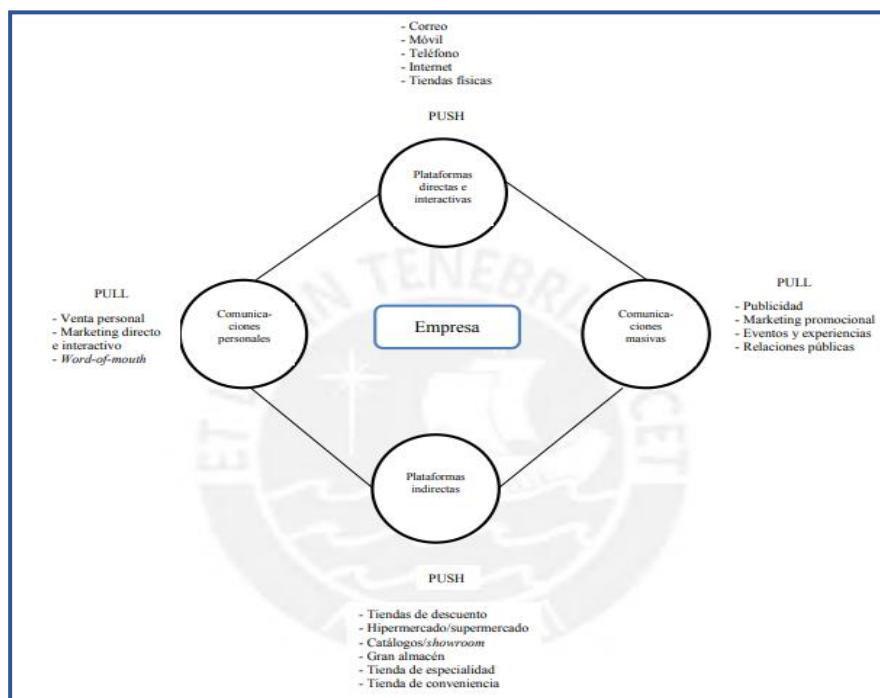 - Correo
- Móvil
- Teléfono
- Internet
- Tiendas físicas
PUSH
Plataformas
directas e
interactivas
PULL
- Venta personal
- Marketing directo
e interactivo
- Word-of-mouth
Comunica-
ciones
personales
Empresa
Comunica-
ciones
masivas
PULL
- Publicidad
- Marketing promocional
- Eventos y experiencias
- Relaciones públicas
Plataformas
indirectas
PUSH
- Tiendas de descuento
- Hipermercado/supermercado
- Catálogos/showroom
- Gran almacén
- Tienda de especialidad
- Tienda de conveniencia